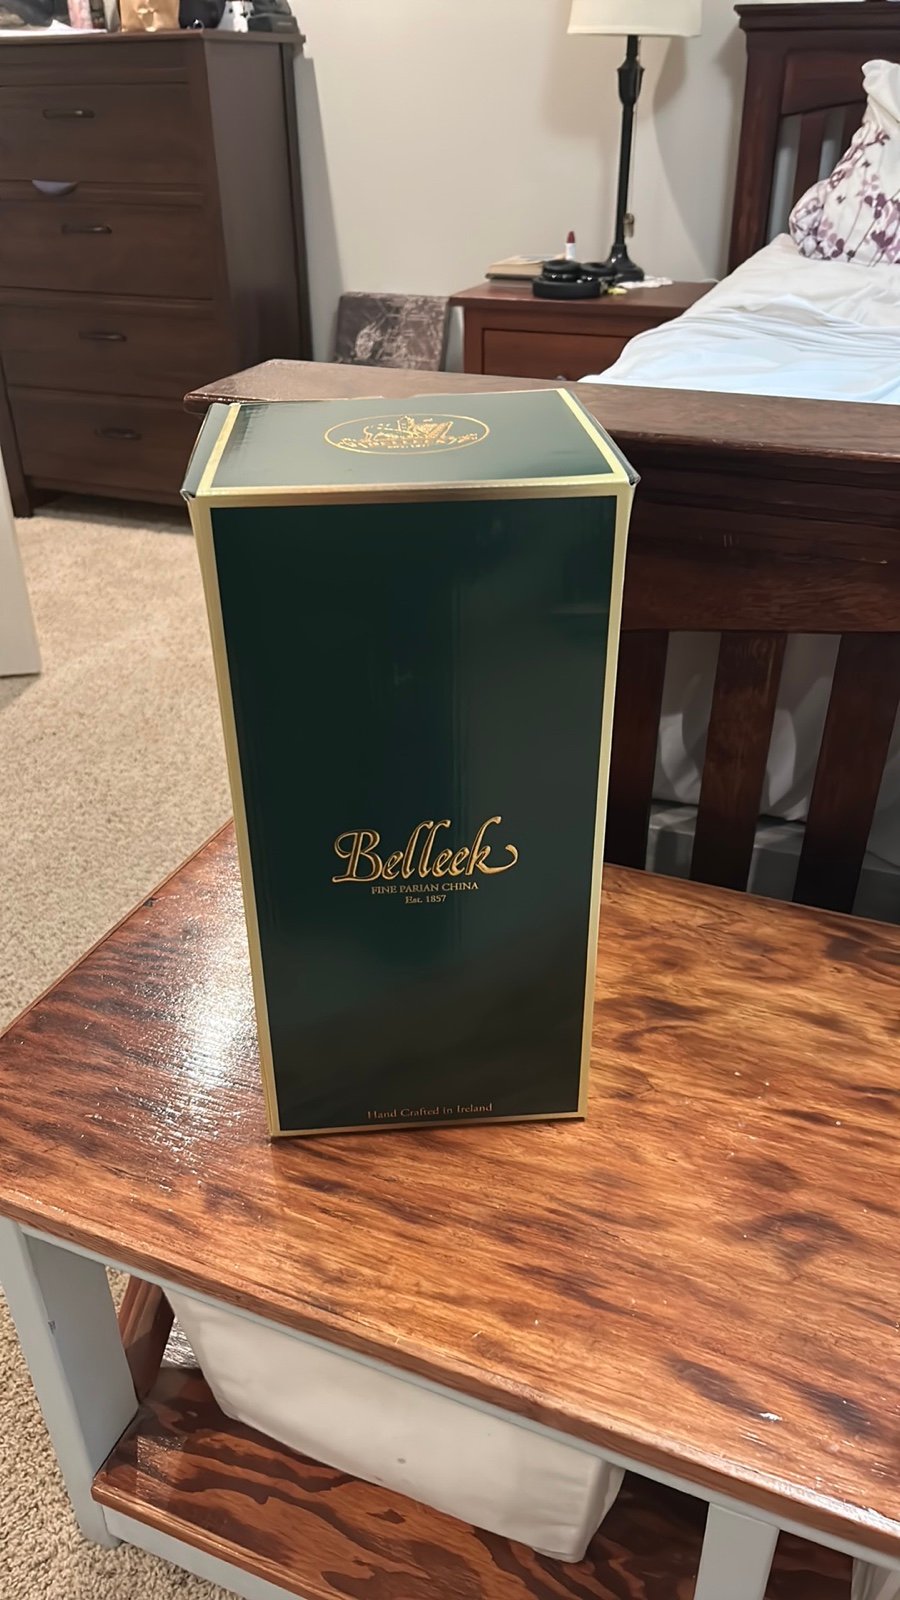 Belleek
FINE PARIAN CHINA
Est. 1857
Hand Crafted in Ireland